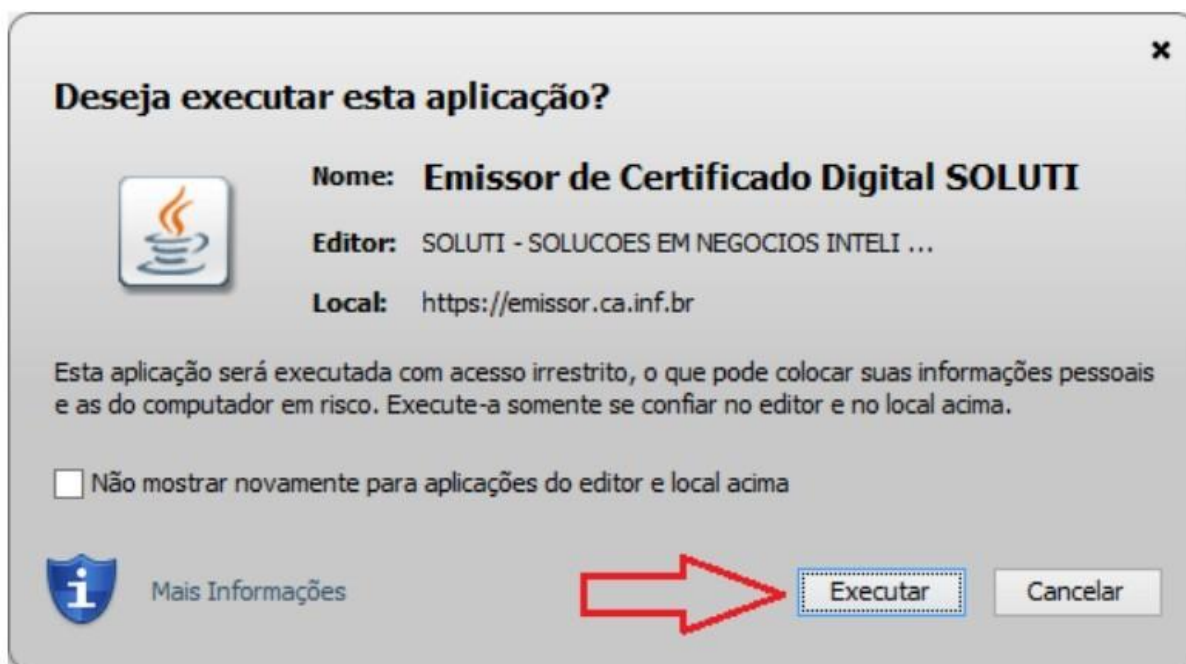 Deseja executar esta aplicação?
Nome: Emissor de Certificado Digital SOLUTI
Editor: SOLUTI - SOLUCOES EM NEGOCIOS INTELI ...
Local: https://emissor.ca.inf.br
Esta aplicação será executada com acesso irrestrito, o que pode colocar suas informações pessoais
e as do computador em risco. Execute-a somente se confiar no editor e no local acima.
Não mostrar novamente para aplicações do editor e local acima
Mais Informações
Executar
Cancelar